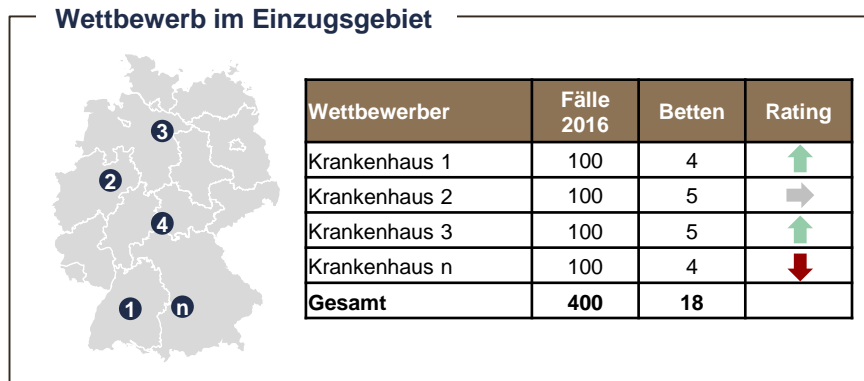 Wettbewerb im Einzugsgebiet
3
2
4
1 n
Wettbewerber Fälle 2016 Betten Rating
Krankenhaus 1 100 4
Krankenhaus 2 100 5
Krankenhaus 3 100 5
Krankenhaus n 100 4
Gesamt 400 18